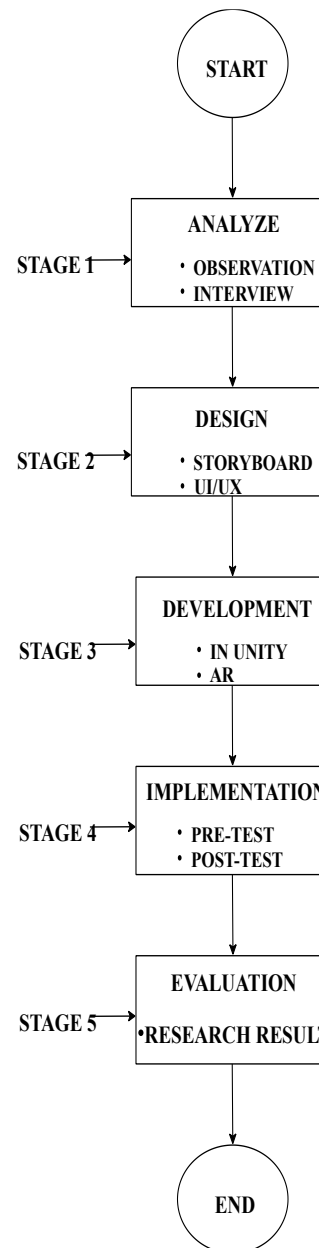 START
ANALYZE
STAGE 1
• OBSERVATION
• INTERVIEW
DESIGN
STAGE 2
• STORYBOARD
• UI/UX
DEVELOPMENT
STAGE 3
• IN UNITY
• AR
IMPLEMENTATION
STAGE 4
• PRE-TEST
• POST-TEST
EVALUATION
STAGE 5
•RESEARCH RESULT
END